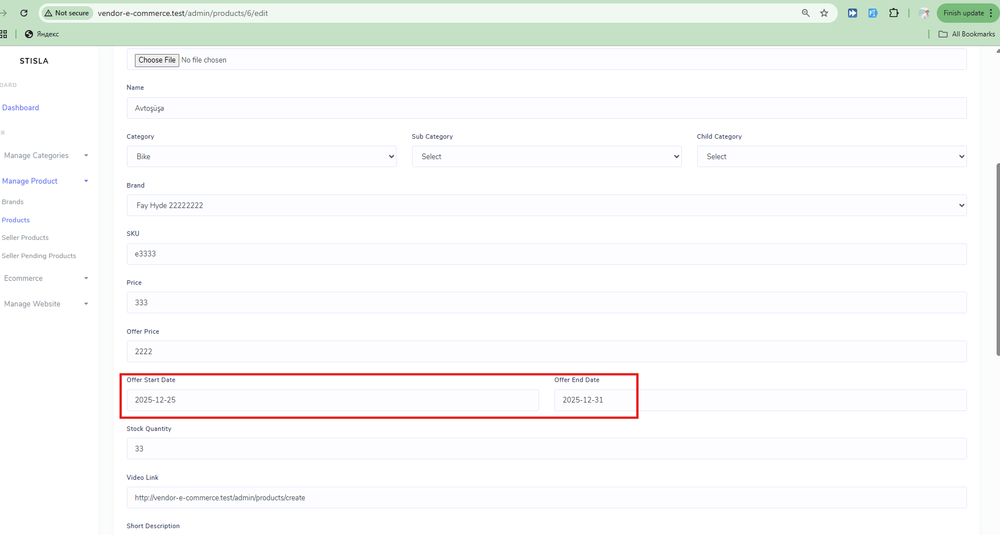 Not secure
vendor-e-commerce.test/admin/products/6/edit
Finish update
Яндекс
All Bookmarks
STISLA
OARD
Dashboard
ER
Manage Categories
Manage Product
Brands
Products
Seller Products
Seller Pending Products
Ecommerce
Manage Website
Choose File No file chosen
Name
Avtoşüşə
Category Sub Category Child Category
Bike Select Select
Brand
Fay Hyde 22222222
SKU
e3333
Price
333
Offer Price
2222
Offer Start Date Offer End Date
2025-12-25 2025-12-31
Stock Quantity
33
Video Link
http://vendor-e-commerce.test/admin/products/create
Short Description